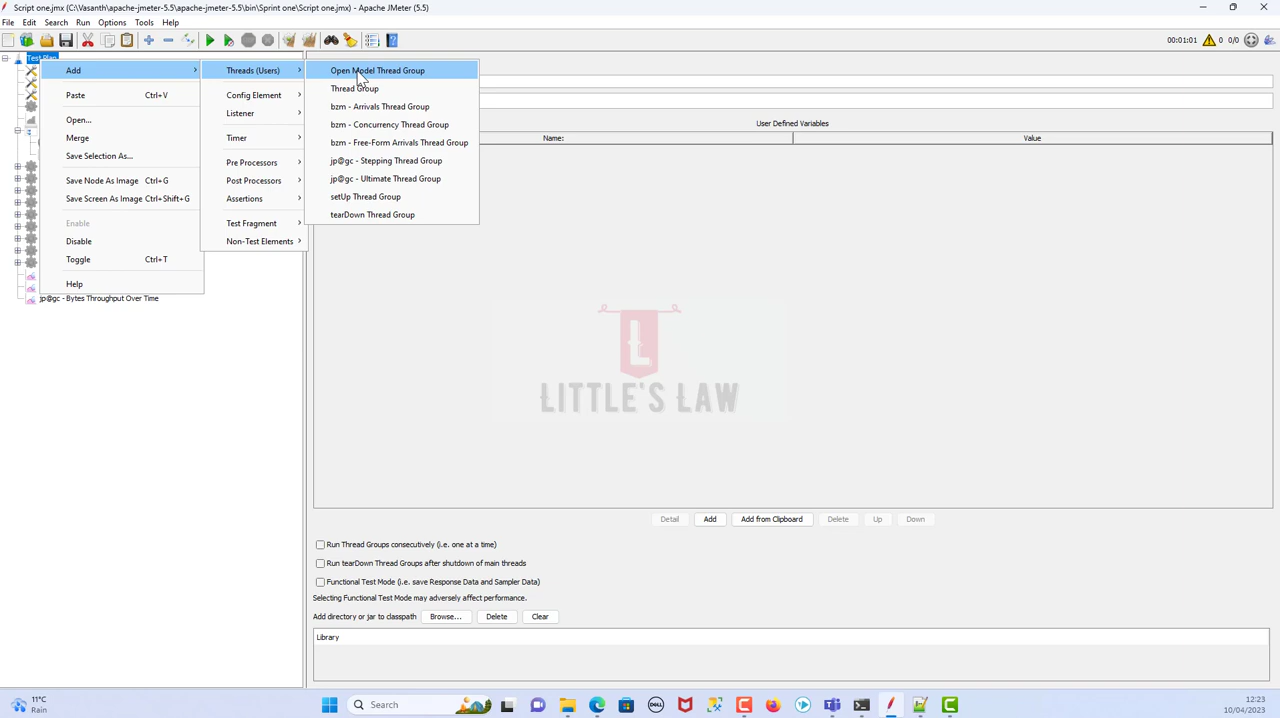 Script one.jmx (C:\Vasanth\apache-jmeter-5.5\apache-jmeter-5.5\bin\Sprint one\Script one.jmx) - Apache JMeter (5.5)
File Edit Search Run Options Tools Help
00:01:01 0 0/0
Test Plan
Add
Paste Ctrl+V
Open...
Merge
Save Selection As...
Save Node As Image Ctrl+G
Save Screen As Image Ctrl+Shift+G
Enable
Disable
Toggle Ctrl+T
Help
jp@gc - Bytes Throughput Over Time
Threads (Users)
Config Element
Listener
Timer
Pre Processors
Post Processors
Assertions
Test Fragment
Non-Test Elements
Open Model Thread Group
Thread Group
bzm - Arrivals Thread Group
bzm - Concurrency Thread Group
bzm - Free-Form Arrivals Thread Group
jp@gc - Stepping Thread Group
jp@gc - Ultimate Thread Group
setUp Thread Group
tearDown Thread Group
User Defined Variables
Name: Value
L
LITTLE'S LAW
Detail Add Add from Clipboard Delete Up Down
Run Thread Groups consecutively (i.e. one at a time)
Run tearDown Thread Groups after shutdown of main threads
Functional Test Mode (i.e. save Response Data and Sampler Data)
Selecting Functional Test Mode may adversely affect performance.
Add directory or jar to classpath Browse... Delete Clear
Library
11°C
Rain
Search
DELL
12:23
10/04/2023